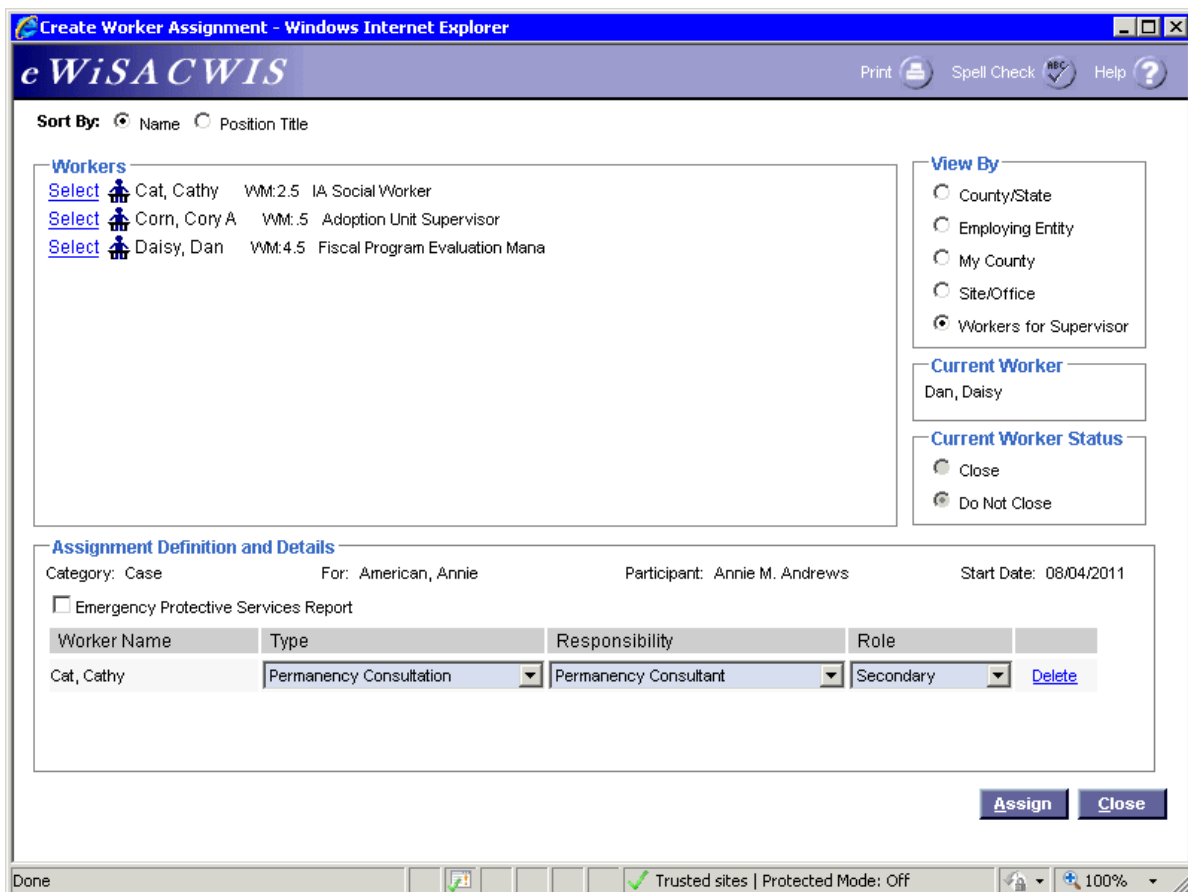 Create Worker Assignment - Windows Internet Explorer
eWiSACWIS
Print Spell Check ABC Help ?
Sort By: Name Position Title
Workers
Select Cat, Cathy WM:2.5 IA Social Worker
Select Corn, Cory A WM:.5 Adoption Unit Supervisor
Select Daisy, Dan WM:4.5 Fiscal Program Evaluation Mana
View By
County/State
Employing Entity
My County
Site/Office
Workers for Supervisor
Current Worker
Dan, Daisy
Current Worker Status
Close
Do Not Close
Assignment Definition and Details
Category: Case For: American, Annie Participant: Annie M. Andrews Start Date: 08/04/2011
Emergency Protective Services Report
Worker Name Type Responsibility Role
Cat, Cathy Permanency Consultation Permanency Consultant Secondary Delete
Assign Close
Done Trusted sites | Protected Mode: Off 100%